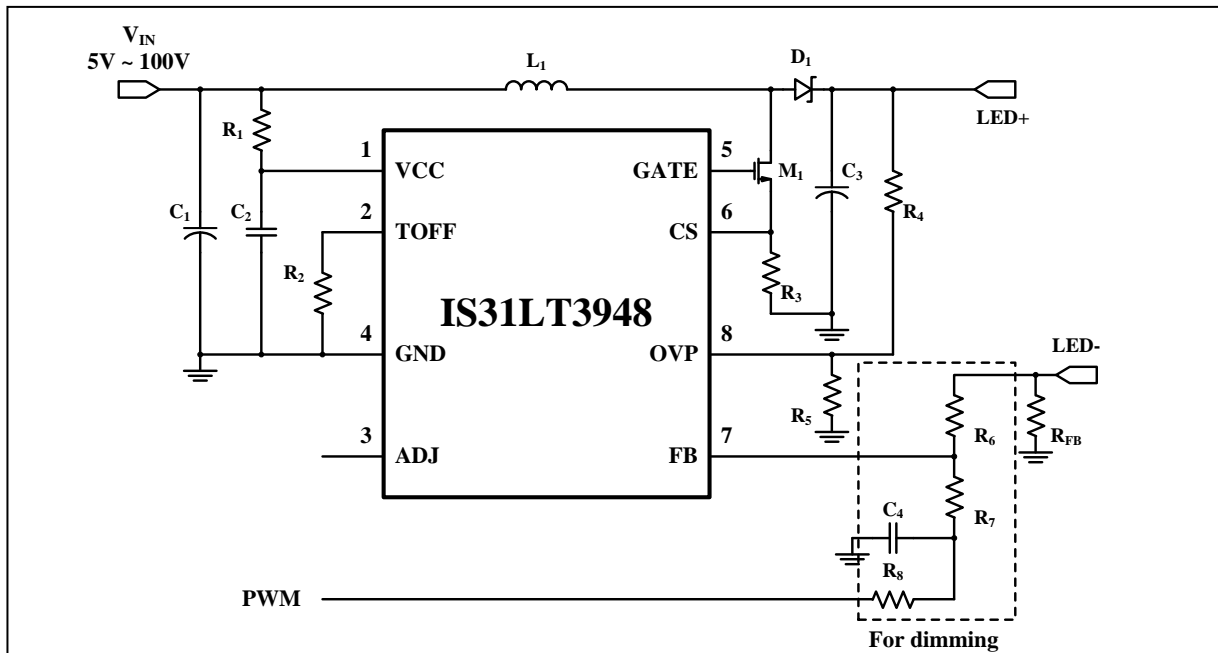 V_IN
5V ~ 100V
L₁
D₁
LED+
R₁
1
VCC
5
GATE
M₁
C₃
R₄
C₁
C₂
2
TOFF
6
CS
R₂
R₃
IS31LT3948
4
GND
8
OVP
LED-
R₅
R₆
R_FB
3
ADJ
7
FB
R₇
C₄
R₈
PWM
For dimming